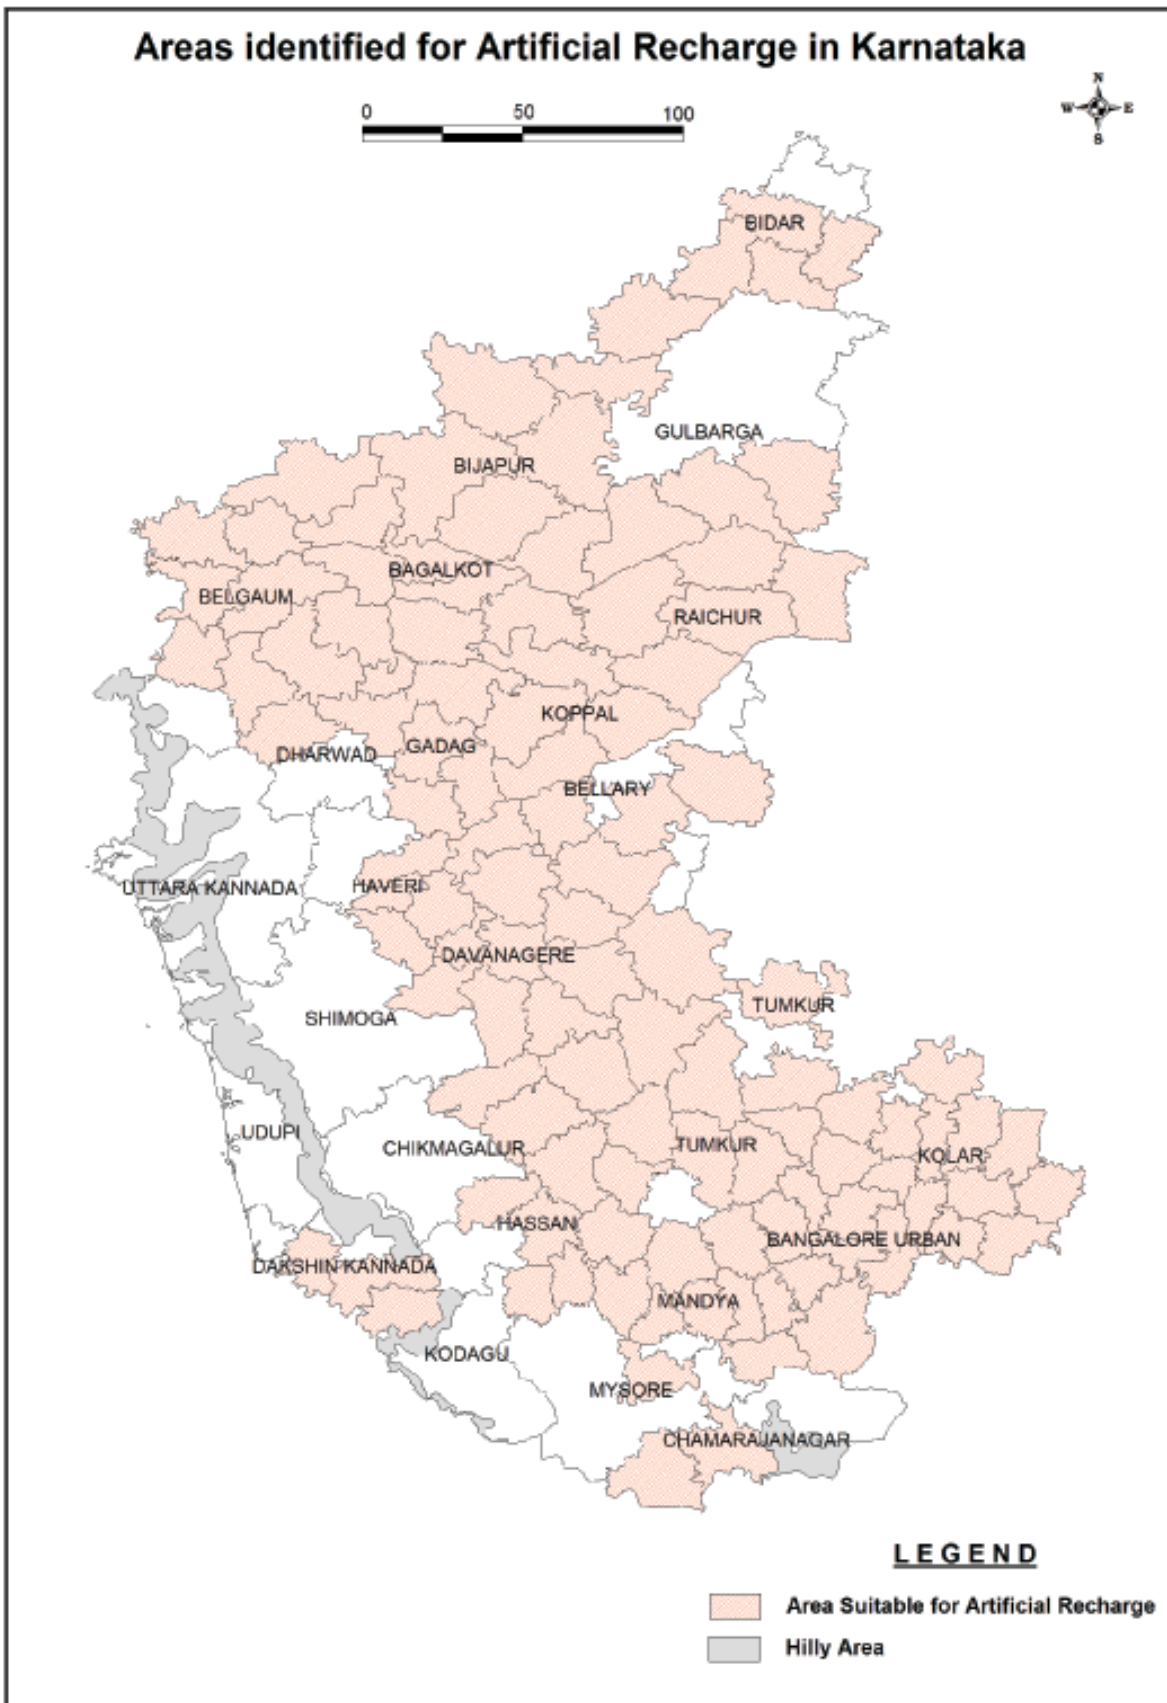 Areas identified for Artificial Recharge in Karnataka
0 50 100
N
W E
S
BIDAR
GULBARGA
BIJAPUR
BAGALKOT
BELGAUM
RAICHUR
KOPPAL
DHARWAD
GADAG
BELLARY
UTTARA KANNADA
HAVERI
DAVANAGERE
TUMKUR
SHIMOGA
UDUPI
CHIKMAGALUR
TUMKUR
KOLAR
HASSAN
BANGALORE URBAN
DAKSHIN KANNADA
MANDYA
KODAGU
MYSORE
CHAMARAJANAGAR
LEGEND
Area Suitable for Artificial Recharge
Hilly Area